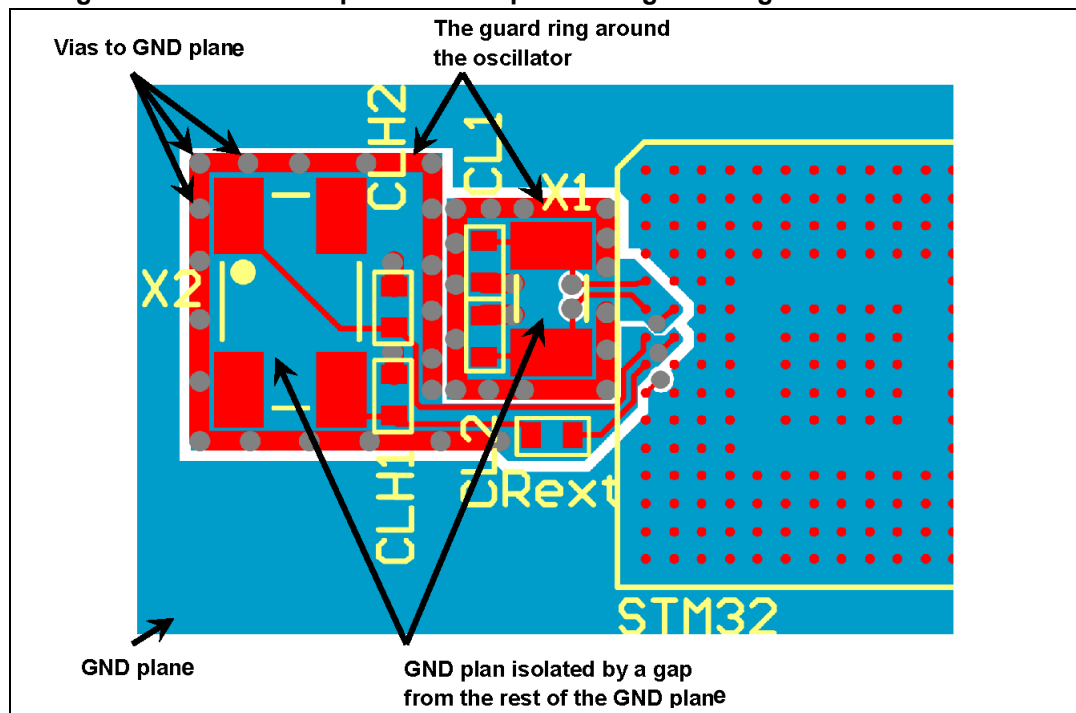 The guard ring around
the oscillator
Vias to GND plane
CLH2
CL1
X1
X2
CLH1
CL2
Rext
STM32
GND plane
GND plan isolated by a gap
from the rest of the GND plane